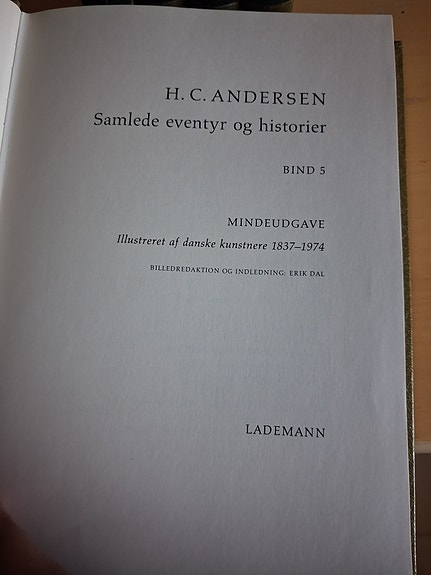 H. C. ANDERSEN
Samlede eventyr og historier
BIND 5
MINDEUDGAVE
Illustreret af danske kunstnere 1837–1974
BILLEDREDAKTION OG INDLEDNING: ERIK DAL
LADEMANN